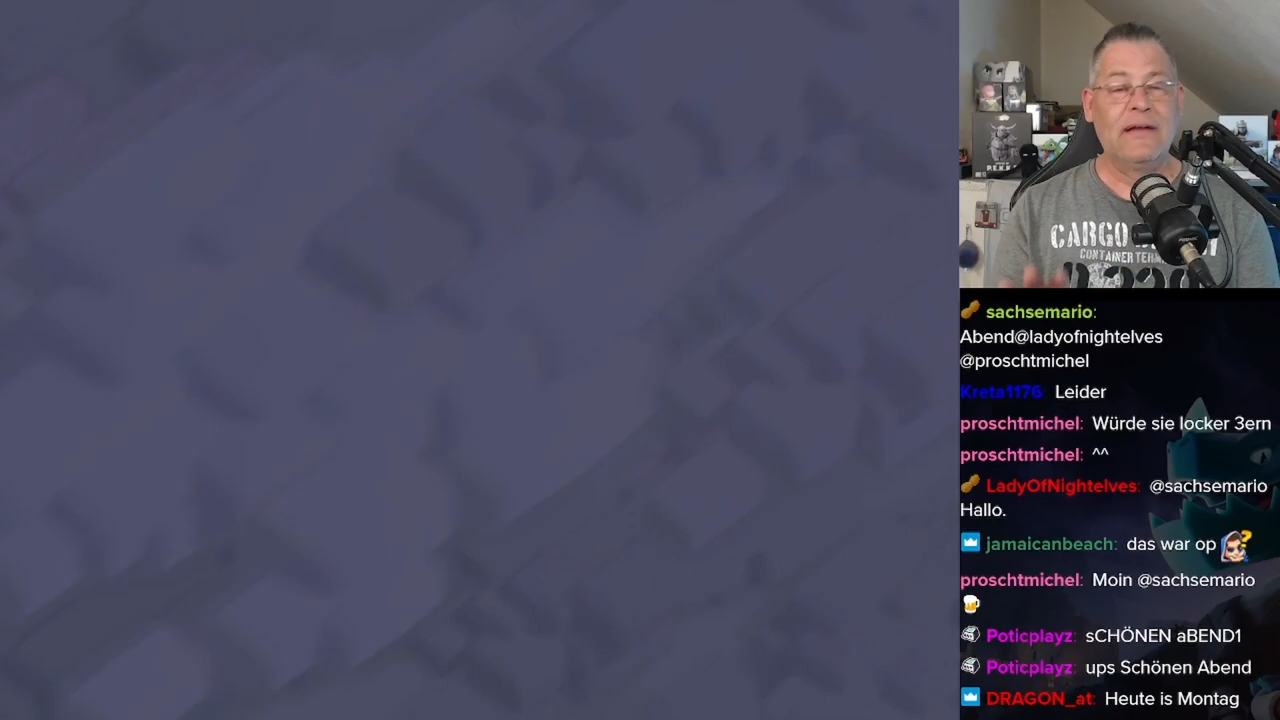 CARGO
CONTAINER TERM
sachsemario:
Abend@ladyofnightelves
@proschtmichel
Kreta1176: Leider
proschtmichel: Würde sie locker 3ern
proschtmichel: ^^
LadyOfNightelves: @sachsemario
Hallo.
jamaicanbeach: das war op
proschtmichel: Moin @sachsemario
Poticplayz: sCHÖNEN aBEND1
Poticplayz: ups Schönen Abend
DRAGON_at: Heute is Montag